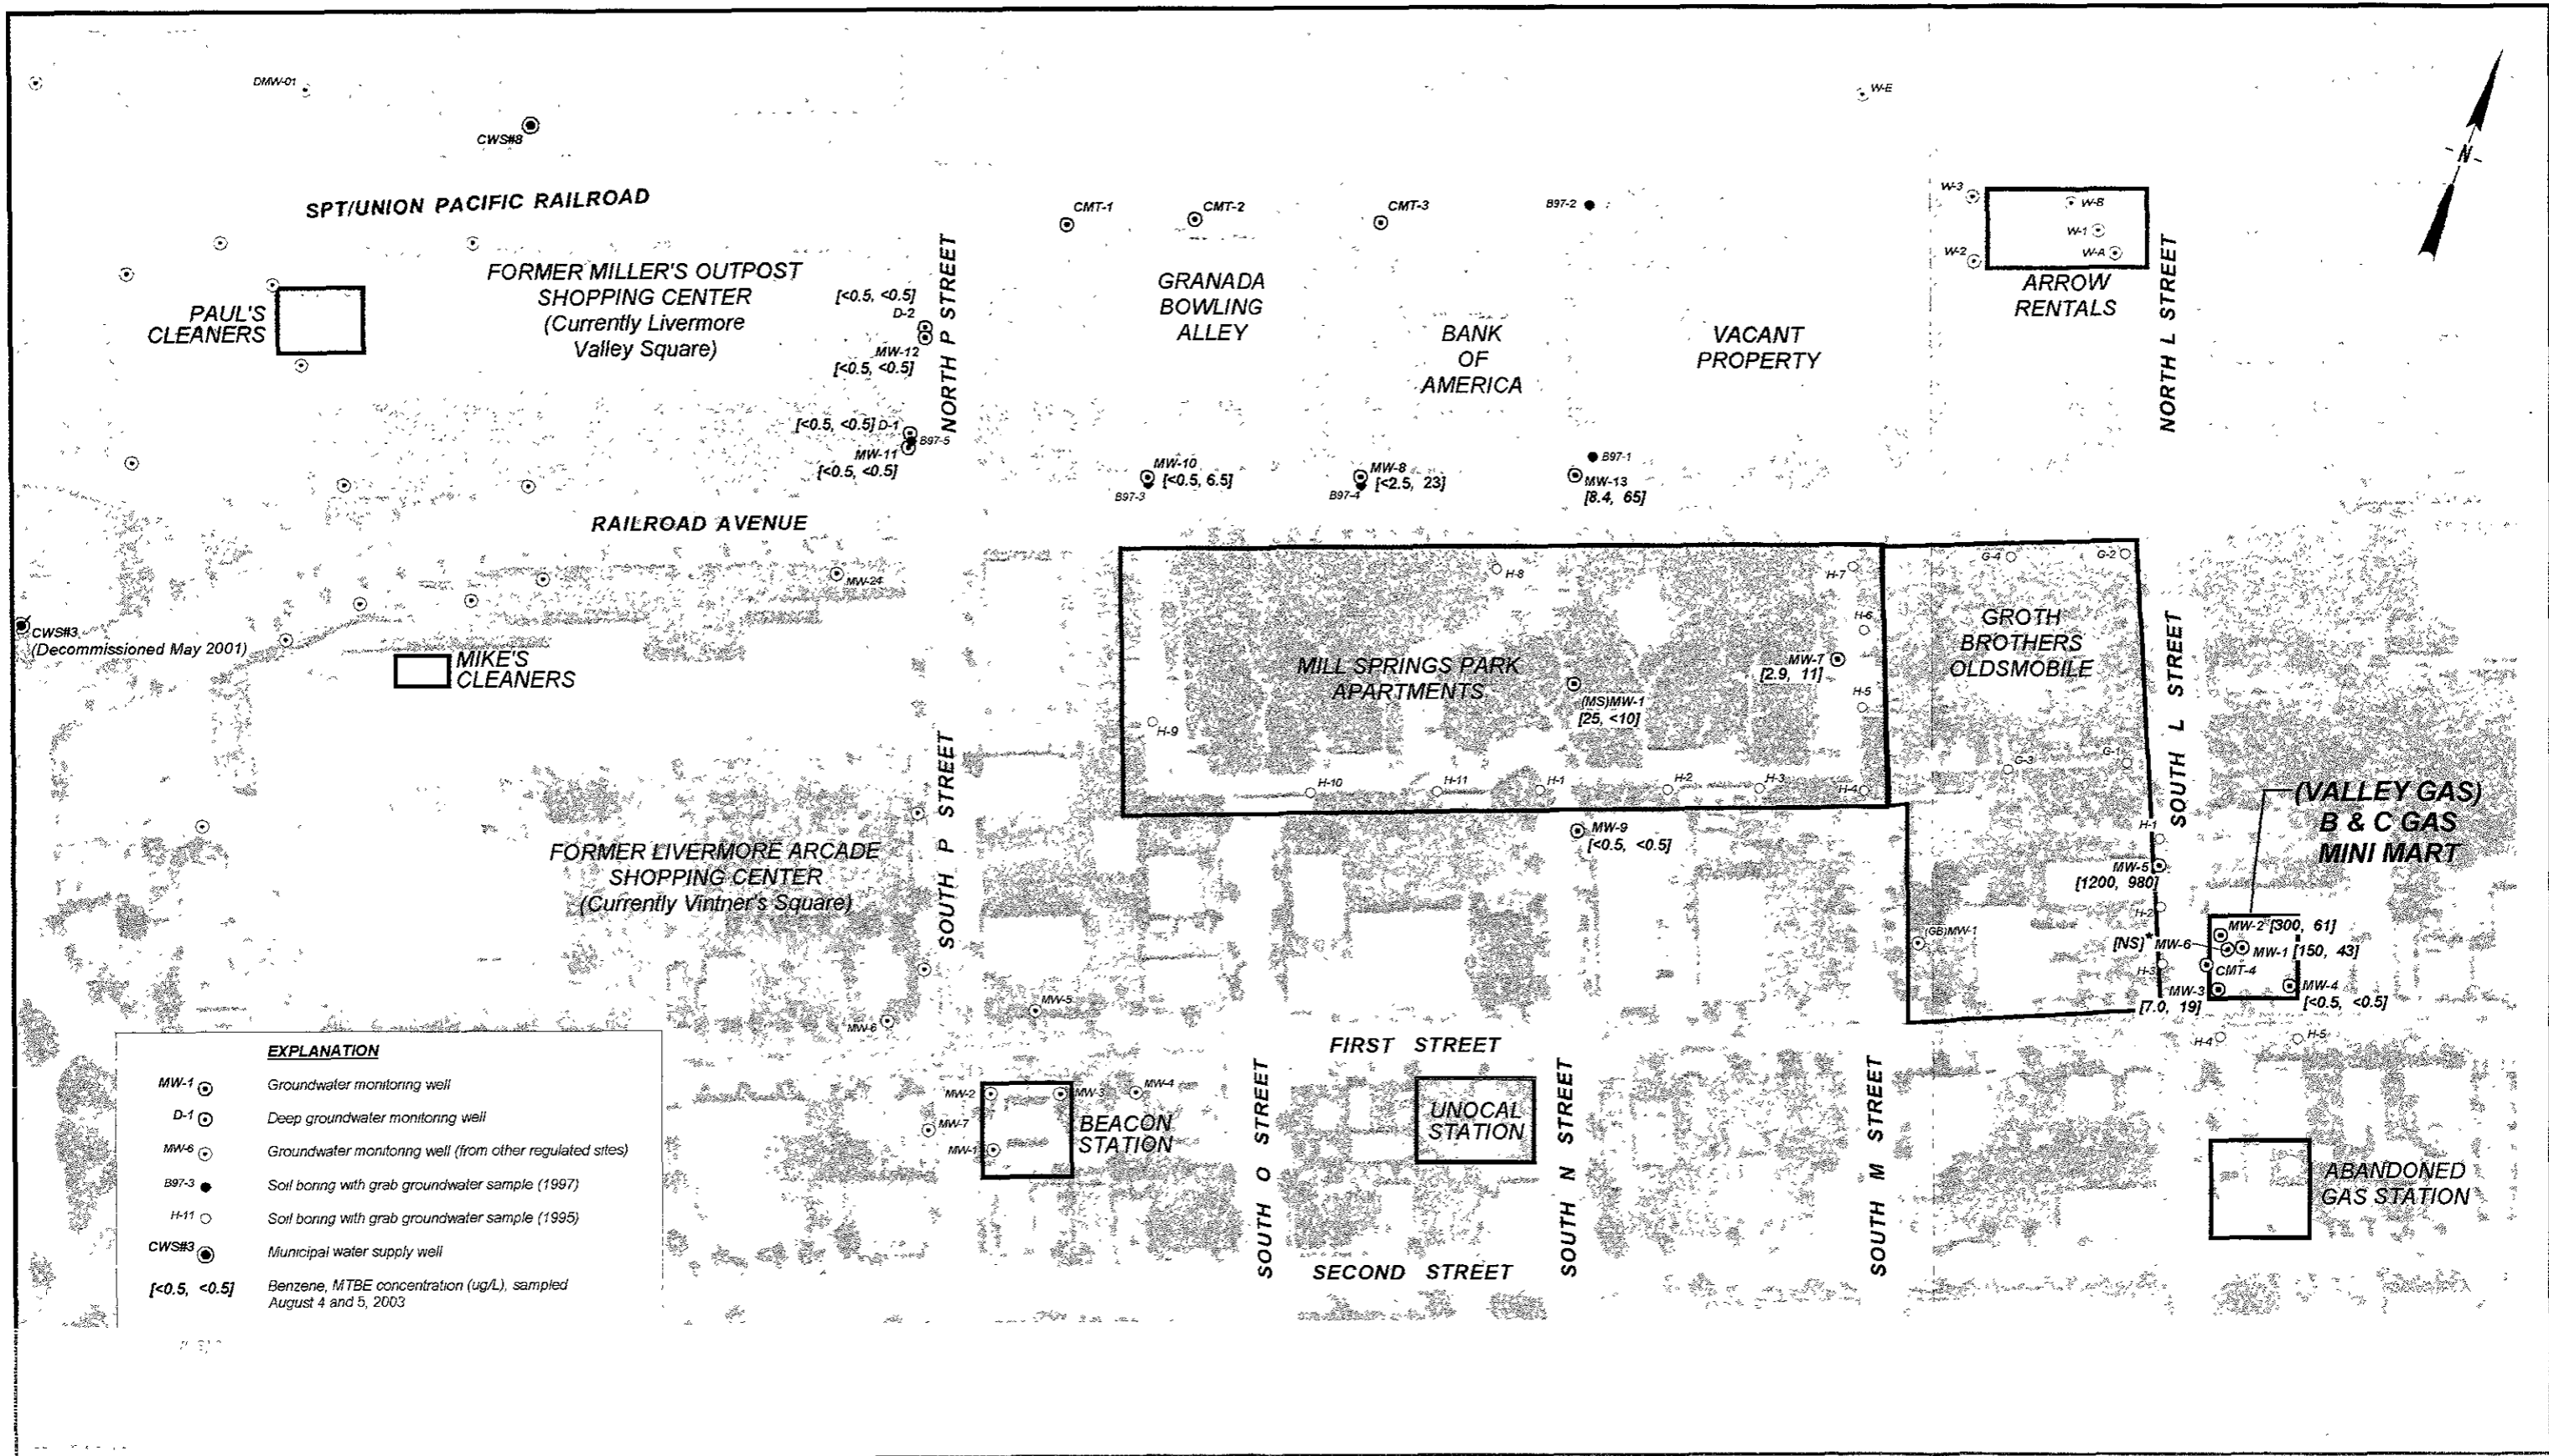 DMW-01
CWS#8
W-E
N
SPT/UNION PACIFIC RAILROAD
CMT-1
CMT-2
CMT-3
B97-2
W-3
W-B
W-1
W-2
W-A
ARROW
RENTALS
NORTH L STREET
PAUL'S
CLEANERS
FORMER MILLER'S OUTPOST
SHOPPING CENTER
(Currently Livermore
Valley Square)
[<0.5, <0.5]
D-2
MW-12
[<0.5, <0.5]
NORTH P STREET
[<0.5, <0.5] D-1
B97-5
MW-11
[<0.5, <0.5]
GRANADA
BOWLING
ALLEY
BANK
OF
AMERICA
VACANT
PROPERTY
MW-10
[<0.5, 6.5]
B97-3
MW-8
[<2.5, 23]
B97-4
B97-1
MW-13
[8.4, 65]
RAILROAD AVENUE
MW-24
CWS#3
(Decommissioned May 2001)
MIKE'S
CLEANERS
H-8
H-7
H-6
MW-7
[2.9, 11]
H-5
MILL SPRINGS PARK
APARTMENTS
(MS)MW-1
[25, <10]
H-9
H-10
H-11
H-1
H-2
H-3
H-4
G-4
G-2
GROTH
BROTHERS
OLDSMOBILE
G-3
G-1
SOUTH L STREET
(VALLEY GAS)
B & C GAS
MINI MART
SOUTH P STREET
FORMER LIVERMORE ARCADE
SHOPPING CENTER
(Currently Vintner's Square)
MW-9
[<0.5, <0.5]
H-1
MW-5
[1200, 980]
H-2
(GB)MW-1
[NS]* MW-6
MW-2 [300, 61]
MW-1 [150, 43]
H-3
CMT-4
MW-3
[7.0, 19]
MW-4
[<0.5, <0.5]
H-4
H-5
MW-5
MW-6
FIRST STREET
MW-2
MW-3
MW-4
MW-7
MW-1
BEACON
STATION
SOUTH O STREET
UNOCAL
STATION
SOUTH N STREET
SOUTH M STREET
ABANDONED
GAS STATION
SECOND STREET
EXPLANATION
MW-1 Groundwater monitoring well
D-1 Deep groundwater monitoring well
MW-6 Groundwater monitoring well (from other regulated sites)
B97-3 Soil boring with grab groundwater sample (1997)
H-11 Soil boring with grab groundwater sample (1995)
CWS#3 Municipal water supply well
[<0.5, <0.5] Benzene, MTBE concentration (ug/L), sampled
August 4 and 5, 2003